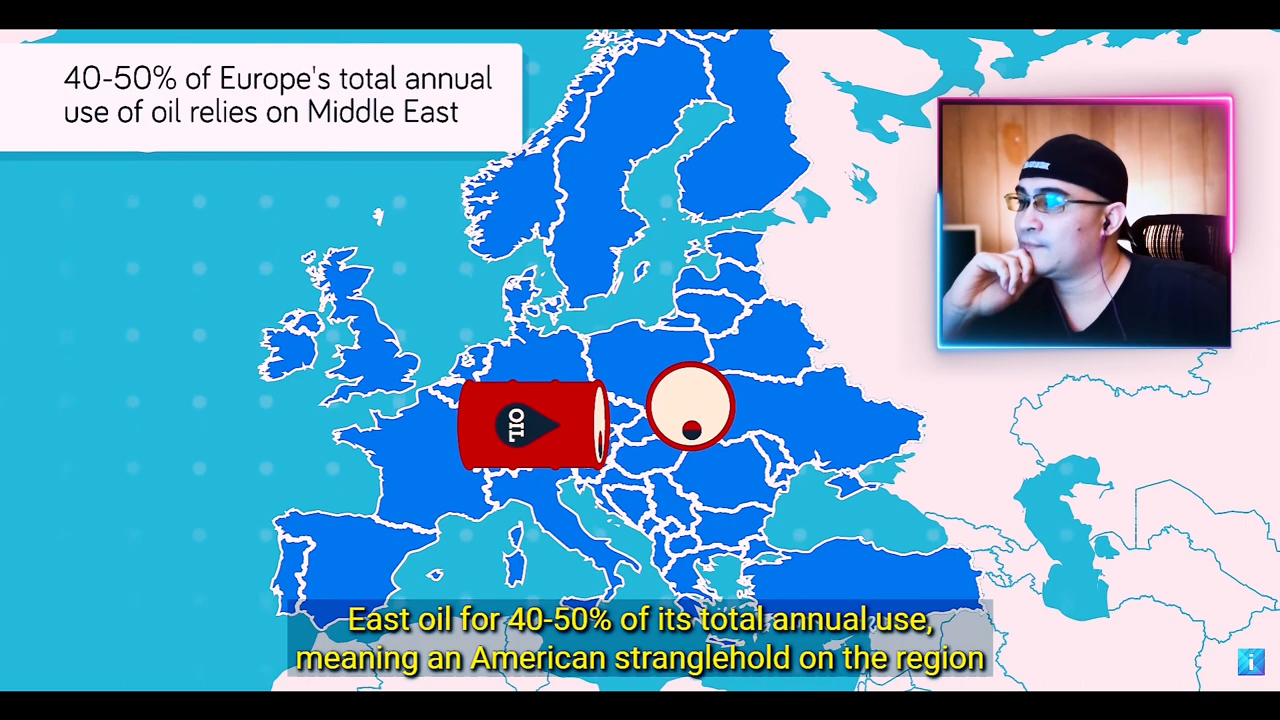 40-50% of Europe's total annual
use of oil relies on Middle East
OIL
East oil for 40-50% of its total annual use,
meaning an American stranglehold on the region
i